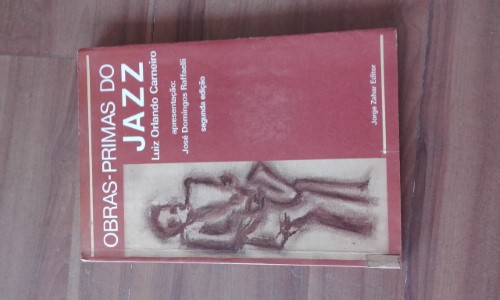 OBRAS-PRIMAS DO
JAZZ
Luiz Orlando Carneiro
apresentação:
José Domingos Raffaelli
segunda edição
Jorge Zahar Editor